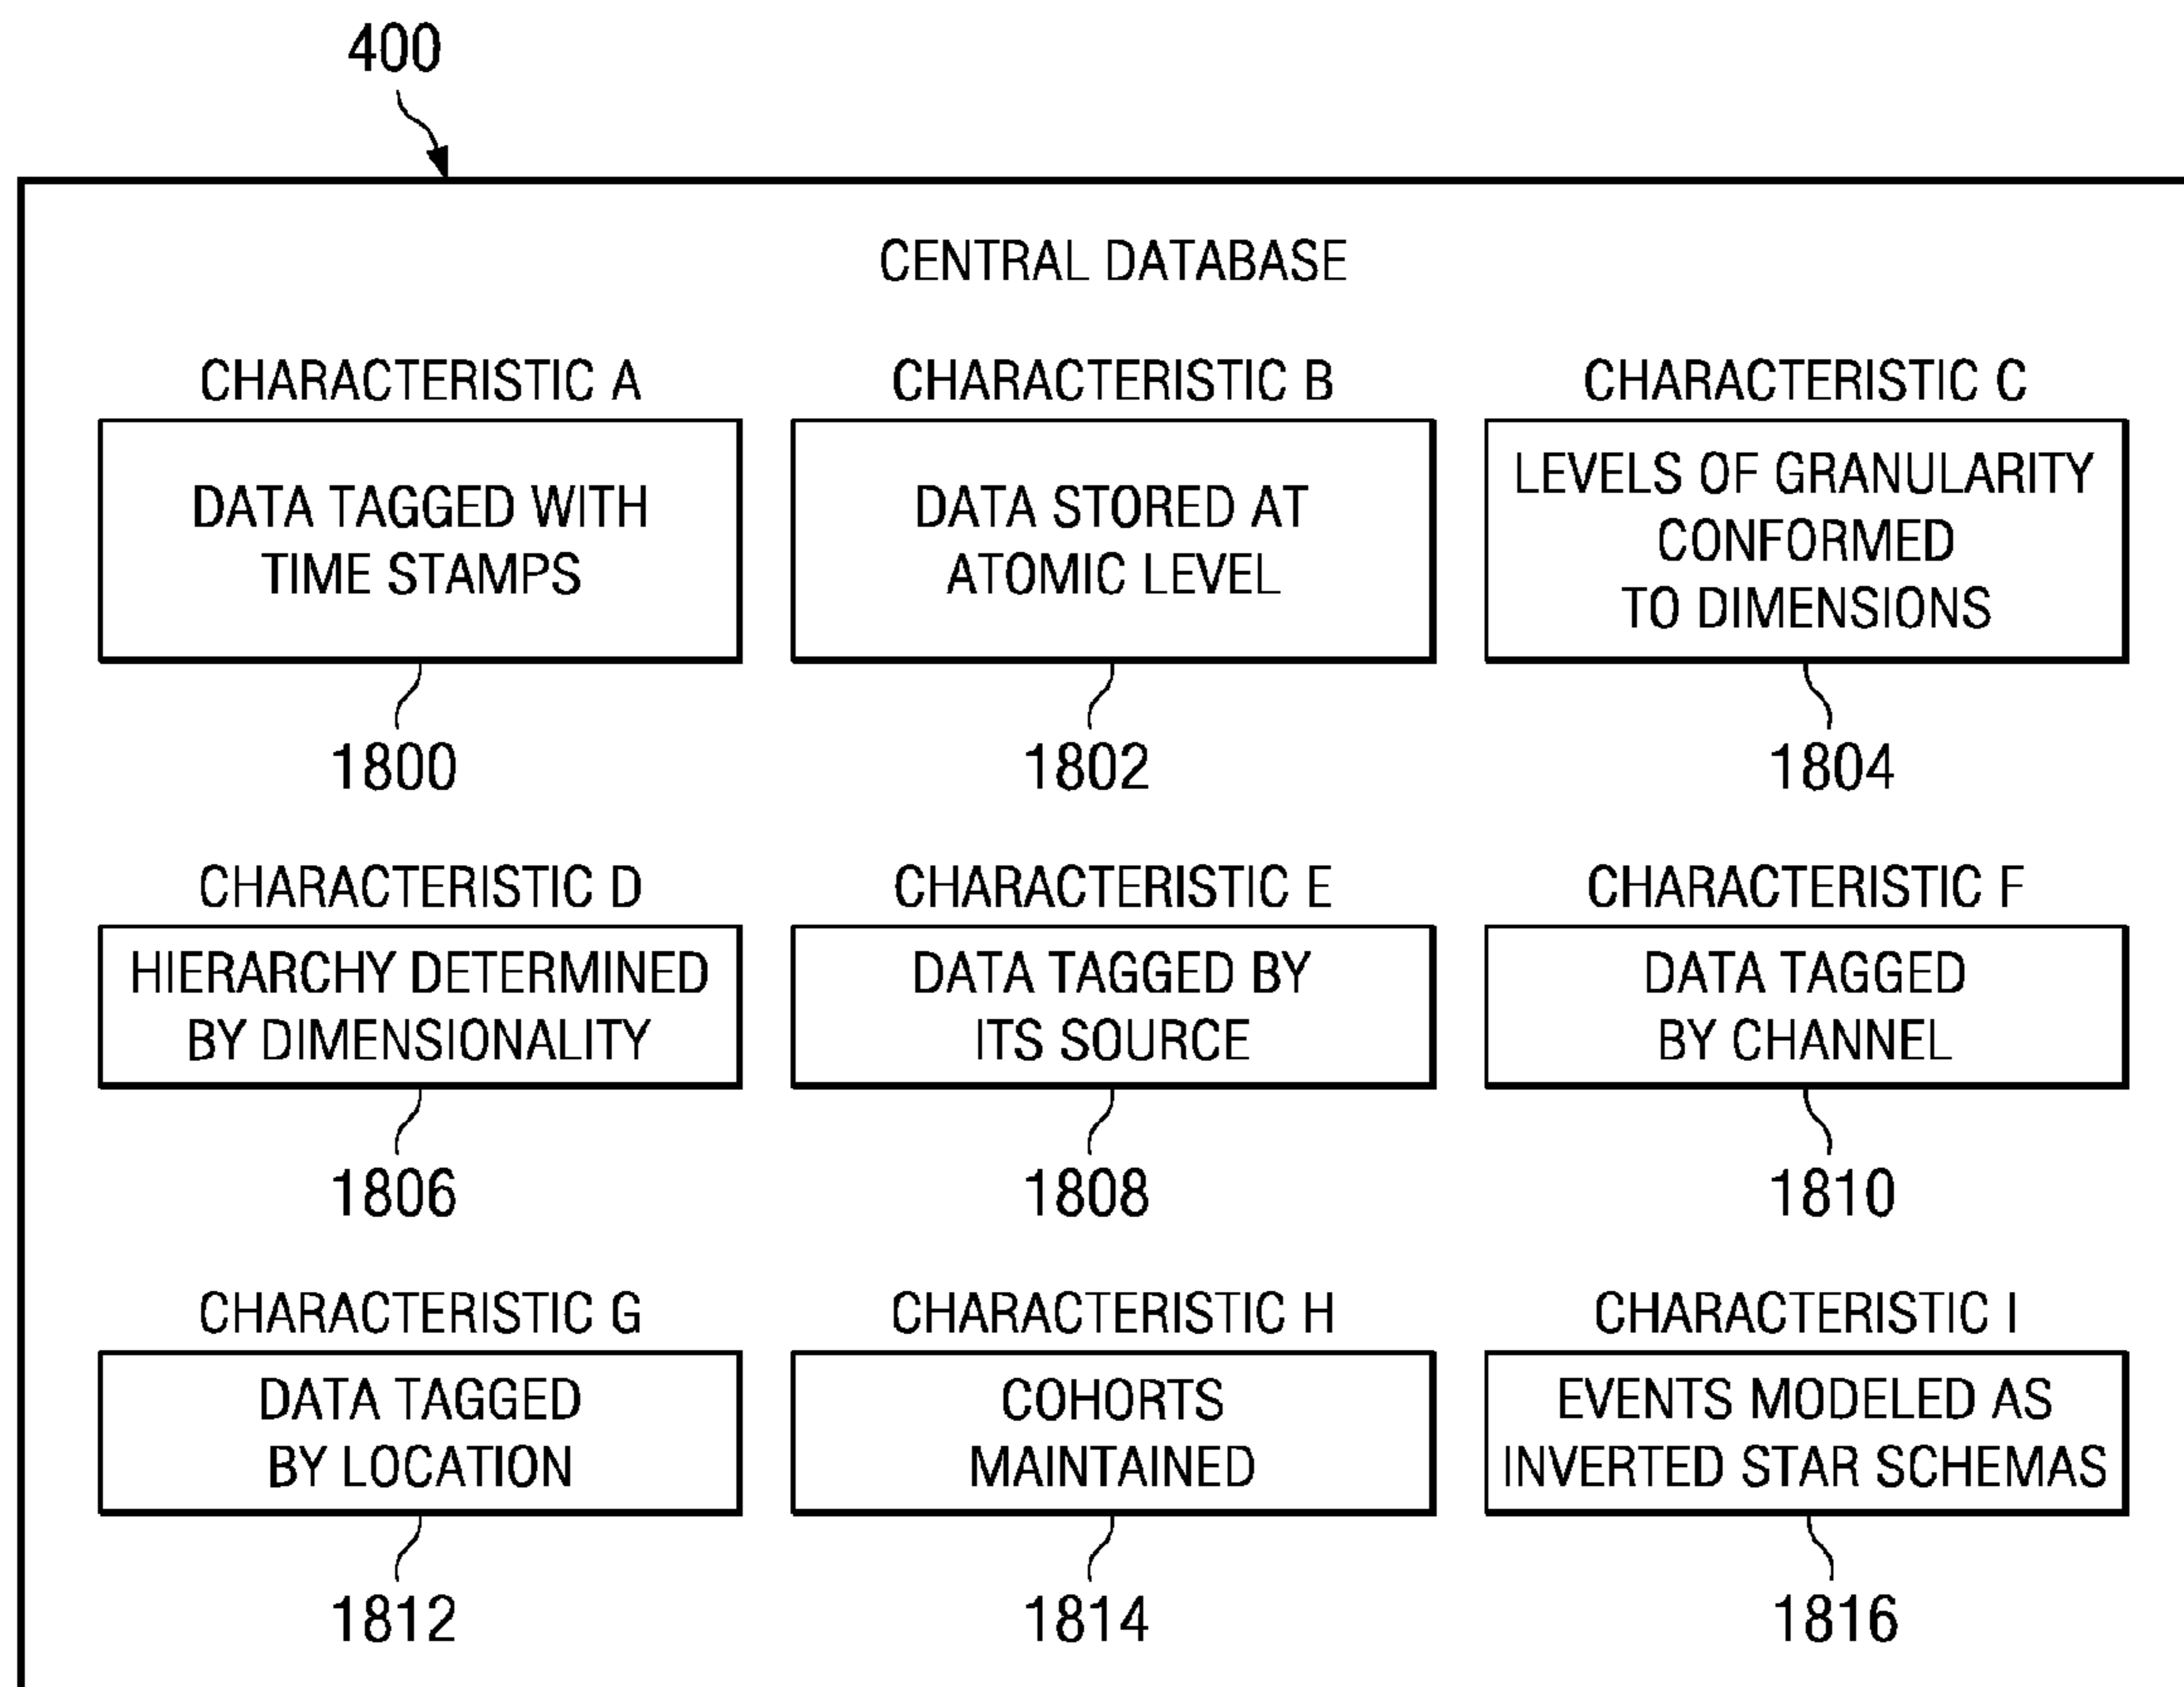 400
CENTRAL DATABASE
CHARACTERISTIC A
DATA TAGGED WITH
TIME STAMPS
1800
CHARACTERISTIC B
DATA STORED AT
ATOMIC LEVEL
1802
CHARACTERISTIC C
LEVELS OF GRANULARITY
CONFORMED
TO DIMENSIONS
1804
CHARACTERISTIC D
HIERARCHY DETERMINED
BY DIMENSIONALITY
1806
CHARACTERISTIC E
DATA TAGGED BY
ITS SOURCE
1808
CHARACTERISTIC F
DATA TAGGED
BY CHANNEL
1810
CHARACTERISTIC G
DATA TAGGED
BY LOCATION
1812
CHARACTERISTIC H
COHORTS
MAINTAINED
1814
CHARACTERISTIC I
EVENTS MODELED AS
INVERTED STAR SCHEMAS
1816